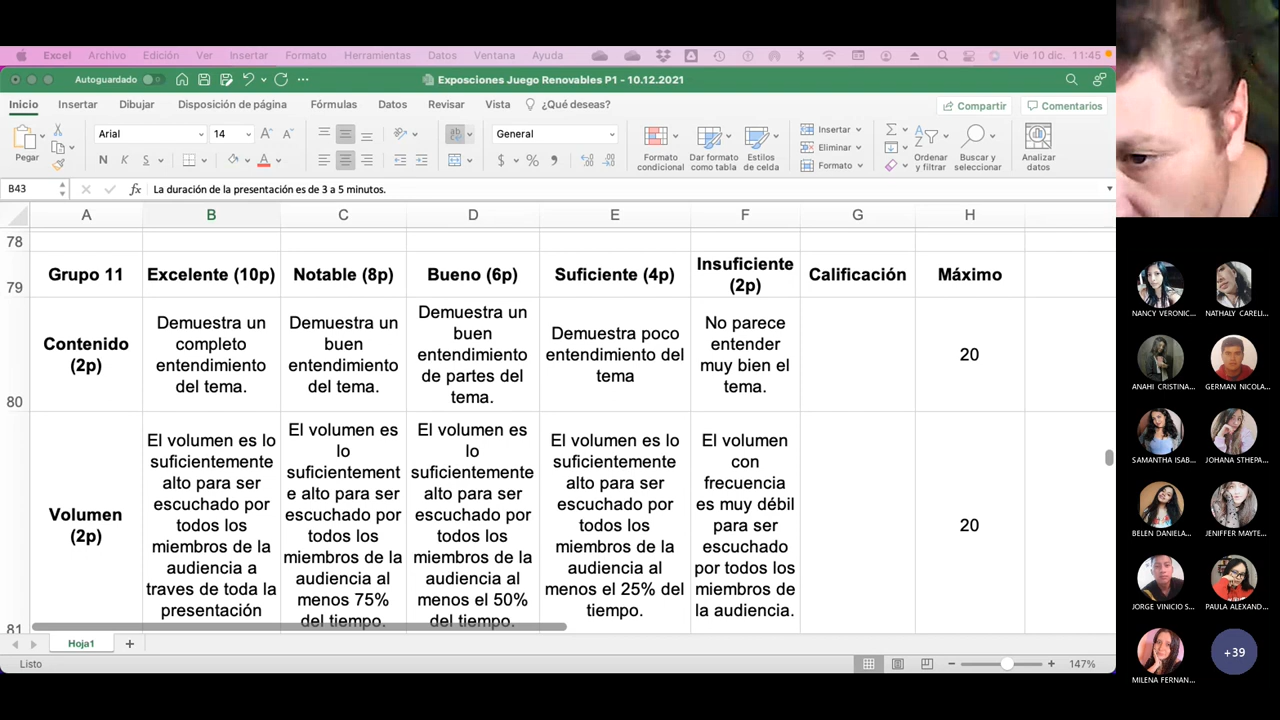 Excel Archivo Edición Ver Insertar Formato Herramientas Datos Ventana Ayuda Vie 10 dic. 11:45
Autoguardado Exposciones Juego Renovables P1 - 10.12.2021
Inicio Insertar Dibujar Disposición de página Fórmulas Datos Revisar Vista ¿Qué deseas? Compartir Comentarios
Pegar
Arial 14 General
N K S
Formato condicional
Dar formato como tabla
Estilos de celda
Insertar
Eliminar
Formato
Ordenar y filtrar
Buscar y seleccionar
Analizar datos
B43 fx La duración de la presentación es de 3 a 5 minutos.
A B C D E F G H
78
79
Grupo 11
Excelente (10p)
Notable (8p)
Bueno (6p)
Suficiente (4p)
Insuficiente
(2p)
Calificación
Máximo
80
Contenido
(2p)
Demuestra un
completo
entendimiento
del tema.
Demuestra un
buen
entendimiento
del tema.
Demuestra un
buen
entendimiento
de partes del
tema.
Demuestra poco
entendimiento del
tema
No parece
entender
muy bien el
tema.
20
81
Volumen
(2p)
El volumen es lo
suficientemente
alto para ser
escuchado por
todos los
miembros de la
audiencia a
traves de toda la
presentación
El volumen es
lo
suficientement
e alto para ser
escuchado por
todos los
miembros de la
audiencia al
menos 75%
del tiempo.
El volumen es
lo
suficientemente
alto para ser
escuchado por
todos los
miembros de la
audiencia al
menos el 50%
del tiempo.
El volumen es lo
suficientemente
alto para ser
escuchado por
todos los
miembros de la
audiencia al
menos el 25% del
tiempo.
El volumen
con
frecuencia
es muy débil
para ser
escuchado
por todos los
miembros de
la audiencia.
20
Hoja1
Listo 147%
NANCY VERONIC...
NATHALY CARELI...
ANAHI CRISTINA...
GERMAN NICOLA...
SAMANTHA ISAB...
JOHANA STHEPA...
BELEN DANIELA...
JENIFFER MAYTE...
JORGE VINICIO S...
PAULA ALEXAND...
MILENA FERNAN...
+39